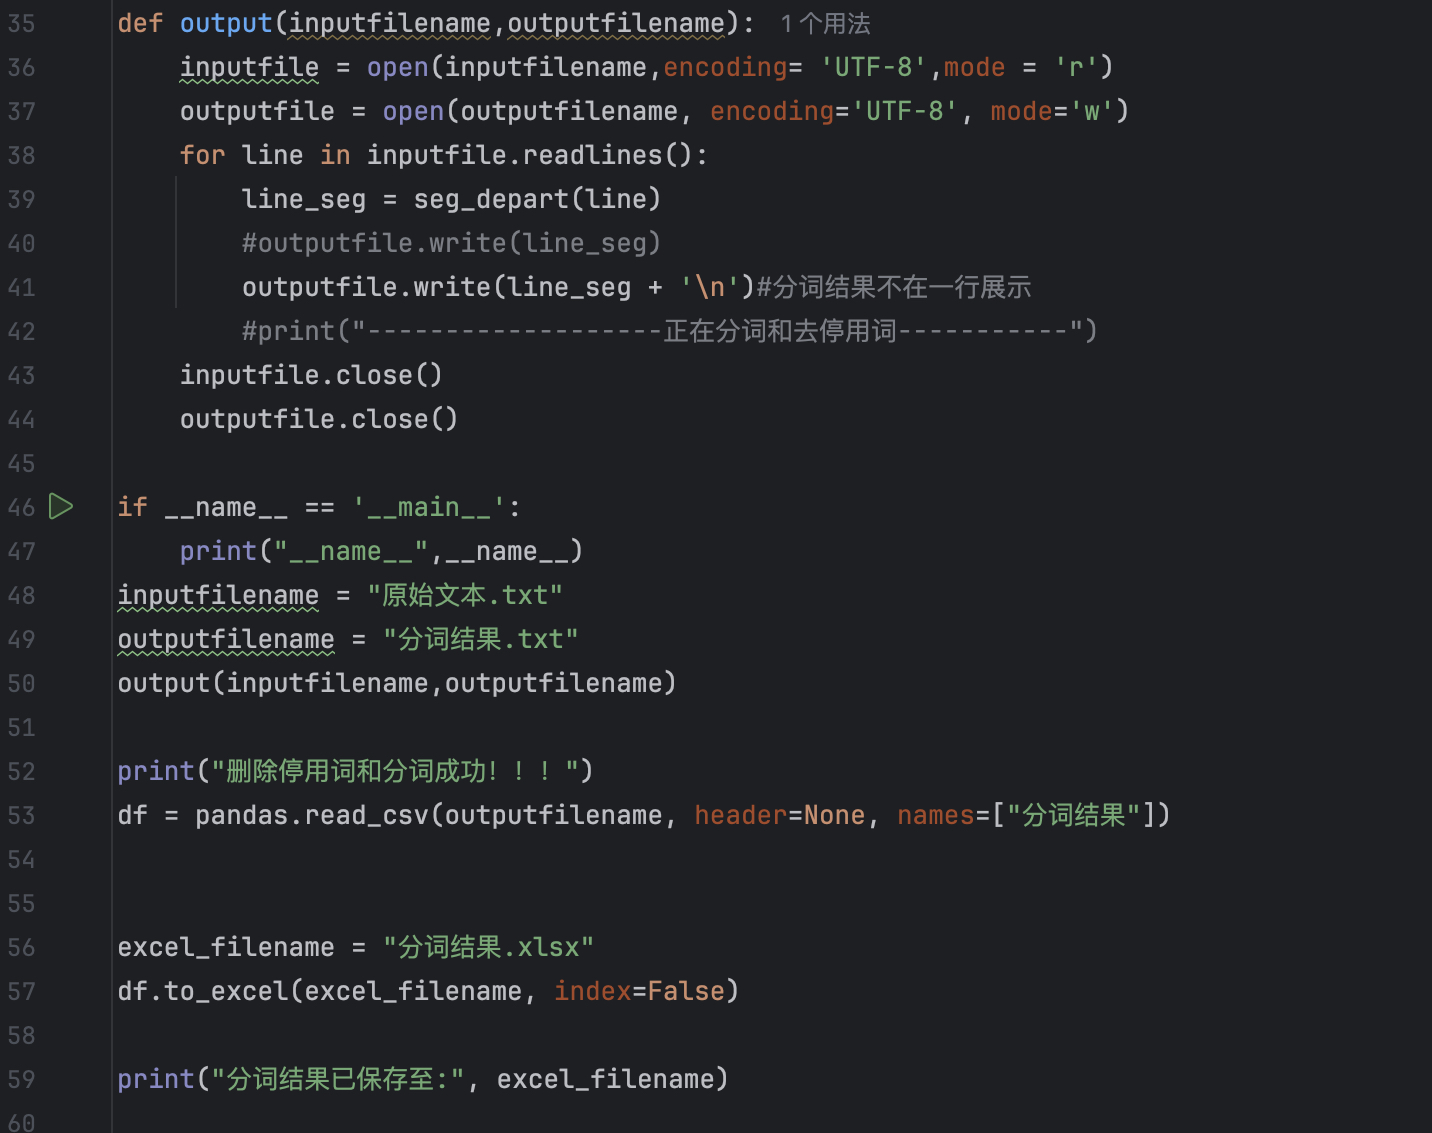 35 def output(inputfilename,outputfilename): 1个用法
36 inputfile = open(inputfilename,encoding= 'UTF-8',mode = 'r')
37 outputfile = open(outputfilename, encoding='UTF-8', mode='w')
38 for line in inputfile.readlines():
39 line_seg = seg_depart(line)
40 #outputfile.write(line_seg)
41 outputfile.write(line_seg + '\n')#分词结果不在一行展示
42 #print("-------------------正在分词和去停用词-----------")
43 inputfile.close()
44 outputfile.close()
45
46 if __name__ == '__main__':
47 print("__name__",__name__)
48 inputfilename = "原始文本.txt"
49 outputfilename = "分词结果.txt"
50 output(inputfilename,outputfilename)
51
52 print("删除停用词和分词成功！！！")
53 df = pandas.read_csv(outputfilename, header=None, names=["分词结果"])
54
55
56 excel_filename = "分词结果.xlsx"
57 df.to_excel(excel_filename, index=False)
58
59 print("分词结果已保存至:", excel_filename)
60